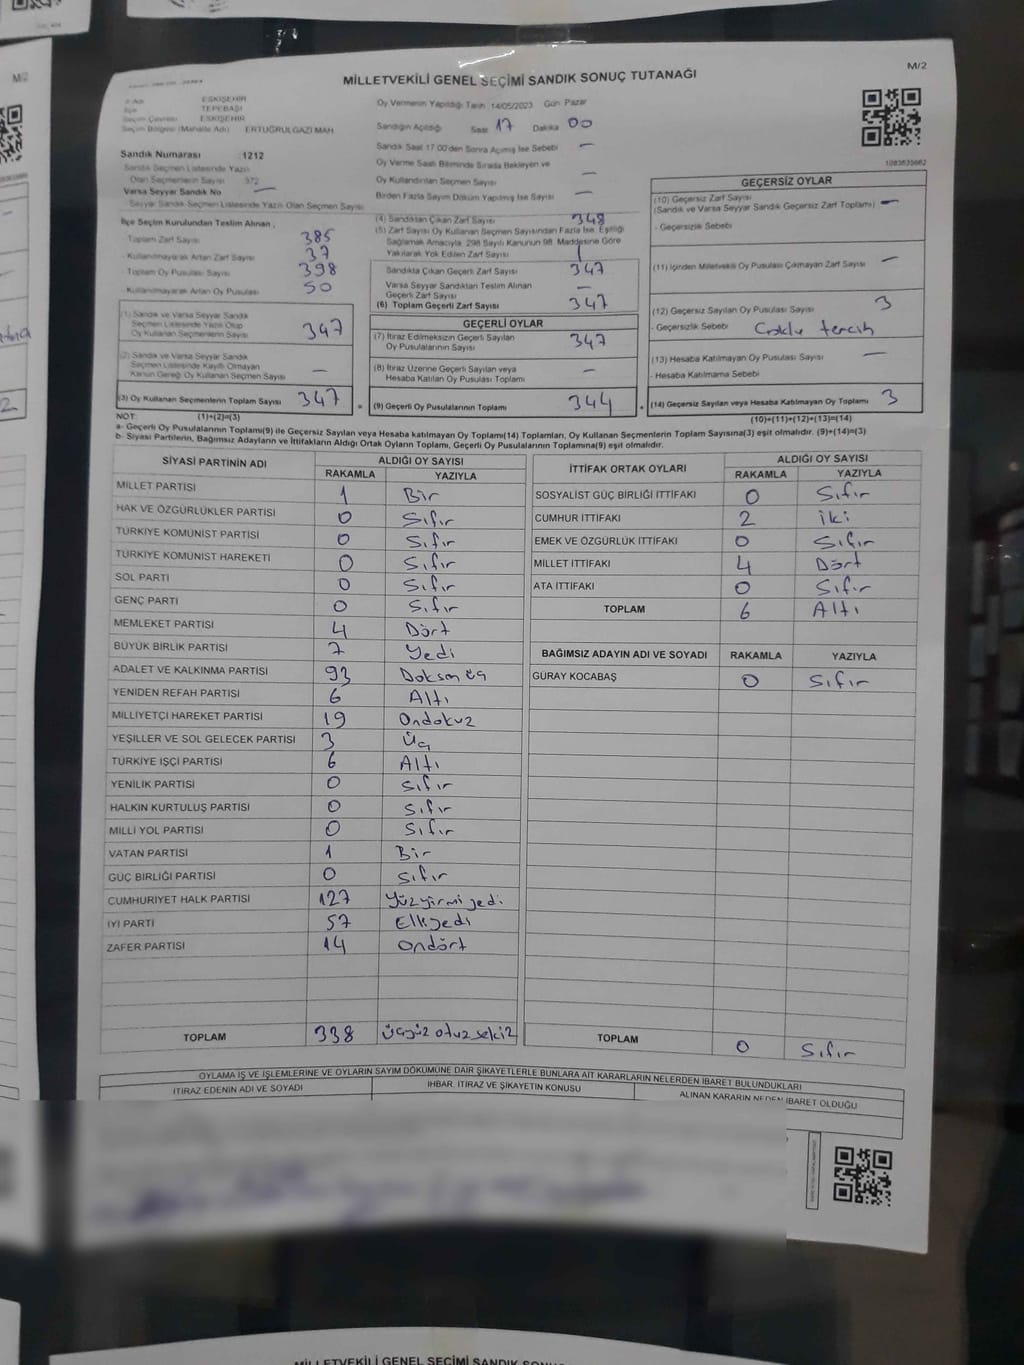 M/2
MİLLETVEKİLİ GENEL SEÇİMİ SANDIK SONUÇ TUTANAĞI
M/2
İl Adı ESKİŞEHİR
İlçe TEPEBAŞI
Seçim Çevresi ESKİŞEHİR
Seçim Bölgesi (Mahalle Adı) ERTUĞRULGAZİ MAH.
Oy Vermenin Yapıldığı Tarih 14/05/2023 Gün Pazar
Sandığın Açıldığı Saat 17 Dakika 00
Sandık Saat 17:00'den Sonra Açılmış İse Sebebi —
Oy Verme Saati Bitiminde Sırada Bekleyen ve
Oy Kullandırılan Seçmen Sayısı —
Birden Fazla Sayım Döküm Yapılmış İse Sayısı —
1083635662
Sandık Numarası 1212
Sandık Seçmen Listesinde Yazılı
Olan Seçmenlerin Sayısı 372
Varsa Seyyar Sandık No —
Seyyar Sandık Seçmen Listesinde Yazılı Olan Seçmen Sayısı
İlçe Seçim Kurulundan Teslim Alınan ;
- Toplam Zarf Sayısı 385
- Kullanılmayarak Artan Zarf Sayısı 37
- Toplam Oy Pusulası Sayısı 398
- Kullanılmayarak Artan Oy Pusulası 50
(1) Sandık ve Varsa Seyyar Sandık
Seçmen Listesinde Yazılı Olup
Oy Kullanan Seçmenlerin Sayısı 347
(2) Sandık ve Varsa Seyyar Sandık
Seçmen Listesinde Kayıtlı Olmayan
Kanun Gereği Oy Kullanan Seçmen Sayısı —
(3) Oy Kullanan Seçmenlerin Toplam Sayısı 347
(4) Sandıktan Çıkan Zarf Sayısı 348
(5) Zarf Sayısı Oy Kullanan Seçmen Sayısından Fazla İse, Eşitliği
Sağlamak Amacıyla, 298 Sayılı Kanunun 98. Maddesine Göre
Yakılarak Yok Edilen Zarf Sayısı 1
Sandıkta Çıkan Geçerli Zarf Sayısı 347
Varsa Seyyar Sandıktan Teslim Alınan
Geçerli Zarf Sayısı —
(6) Toplam Geçerli Zarf Sayısı 347
GEÇERLİ OYLAR
(7) İtiraz Edilmeksizin Geçerli Sayılan
Oy Pusulalarının Sayısı 347
(8) İtiraz Üzerine Geçerli Sayılan veya
Hesaba Katılan Oy Pusulası Toplamı —
= (9) Geçerli Oy Pusulalarının Toplamı 344
GEÇERSİZ OYLAR
(10) Geçersiz Zarf Sayısı
(Sandık ve Varsa Seyyar Sandık Geçersiz Zarf Toplamı) —
- Geçersizlik Sebebi
(11) İçinden Milletvekili Oy Pusulası Çıkmayan Zarf Sayısı —
(12) Geçersiz Sayılan Oy Pusulası Sayısı 3
- Geçersizlik Sebebi Çoklu tercih
(13) Hesaba Katılmayan Oy Pusulası Sayısı —
- Hesaba Katılmama Sebebi
+ (14) Geçersiz Sayılan veya Hesaba Katılmayan Oy Toplamı 3
NOT: (1)+(2)=(3)
(10)+(11)+(12)+(13)=(14)
a- Geçerli Oy Pusulalarının Toplamı(9) ile Geçersiz Sayılan veya Hesaba katılmayan Oy Toplamı(14) Toplamları, Oy Kullanan Seçmenlerin Toplam Sayısına(3) eşit olmalıdır. (9)+(14)=(3)
b- Siyasi Partilerin, Bağımsız Adayların ve İttifakların Aldığı Ortak Oyların Toplamı, Geçerli Oy Pusulalarının Toplamına(9) eşit olmalıdır.
SİYASİ PARTİNİN ADI ALDIĞI OY SAYISI
RAKAMLA YAZIYLA
MİLLET PARTİSİ 1 Bir
HAK VE ÖZGÜRLÜKLER PARTİSİ 0 Sıfır
TÜRKİYE KOMÜNİST PARTİSİ 0 Sıfır
TÜRKİYE KOMÜNİST HAREKETİ 0 Sıfır
SOL PARTİ 0 Sıfır
GENÇ PARTİ 0 Sıfır
MEMLEKET PARTİSİ 4 Dört
BÜYÜK BİRLİK PARTİSİ 7 Yedi
ADALET VE KALKINMA PARTİSİ 93 Doksan üç
YENİDEN REFAH PARTİSİ 6 Altı
MİLLİYETÇİ HAREKET PARTİSİ 19 Ondokuz
YEŞİLLER VE SOL GELECEK PARTİSİ 3 Üç
TÜRKİYE İŞÇİ PARTİSİ 6 Altı
YENİLİK PARTİSİ 0 Sıfır
HALKIN KURTULUŞ PARTİSİ 0 Sıfır
MİLLİ YOL PARTİSİ 0 Sıfır
VATAN PARTİSİ 1 Bir
GÜÇ BİRLİĞİ PARTİSİ 0 Sıfır
CUMHURİYET HALK PARTİSİ 127 Yüzyirmi yedi
İYİ PARTİ 57 Elliyedi
ZAFER PARTİSİ 14 Ondört
TOPLAM 338 üçyüz otuz sekiz
İTTİFAK ORTAK OYLARI ALDIĞI OY SAYISI
RAKAMLA YAZIYLA
SOSYALİST GÜÇ BİRLİĞİ İTTİFAKI 0 Sıfır
CUMHUR İTTİFAKI 2 iki
EMEK VE ÖZGÜRLÜK İTTİFAKI 0 Sıfır
MİLLET İTTİFAKI 4 Dört
ATA İTTİFAKI 0 Sıfır
TOPLAM 6 Altı
BAĞIMSIZ ADAYIN ADI VE SOYADI RAKAMLA YAZIYLA
GÜRAY KOCABAŞ 0 Sıfır
TOPLAM 0 Sıfır
OYLAMA İŞ VE İŞLEMLERİNE VE OYLARIN SAYIM DÖKÜMÜNE DAİR ŞİKAYETLERLE BUNLARA AİT KARARLARIN NELERDEN İBARET BULUNDUKLARI
İTİRAZ EDENİN ADI VE SOYADI İHBAR, İTİRAZ VE ŞİKAYETİN KONUSU ALINAN KARARIN NEDEN İBARET OLDUĞU
MİLLETVEKİLİ GENEL SEÇİMİ SANDIK